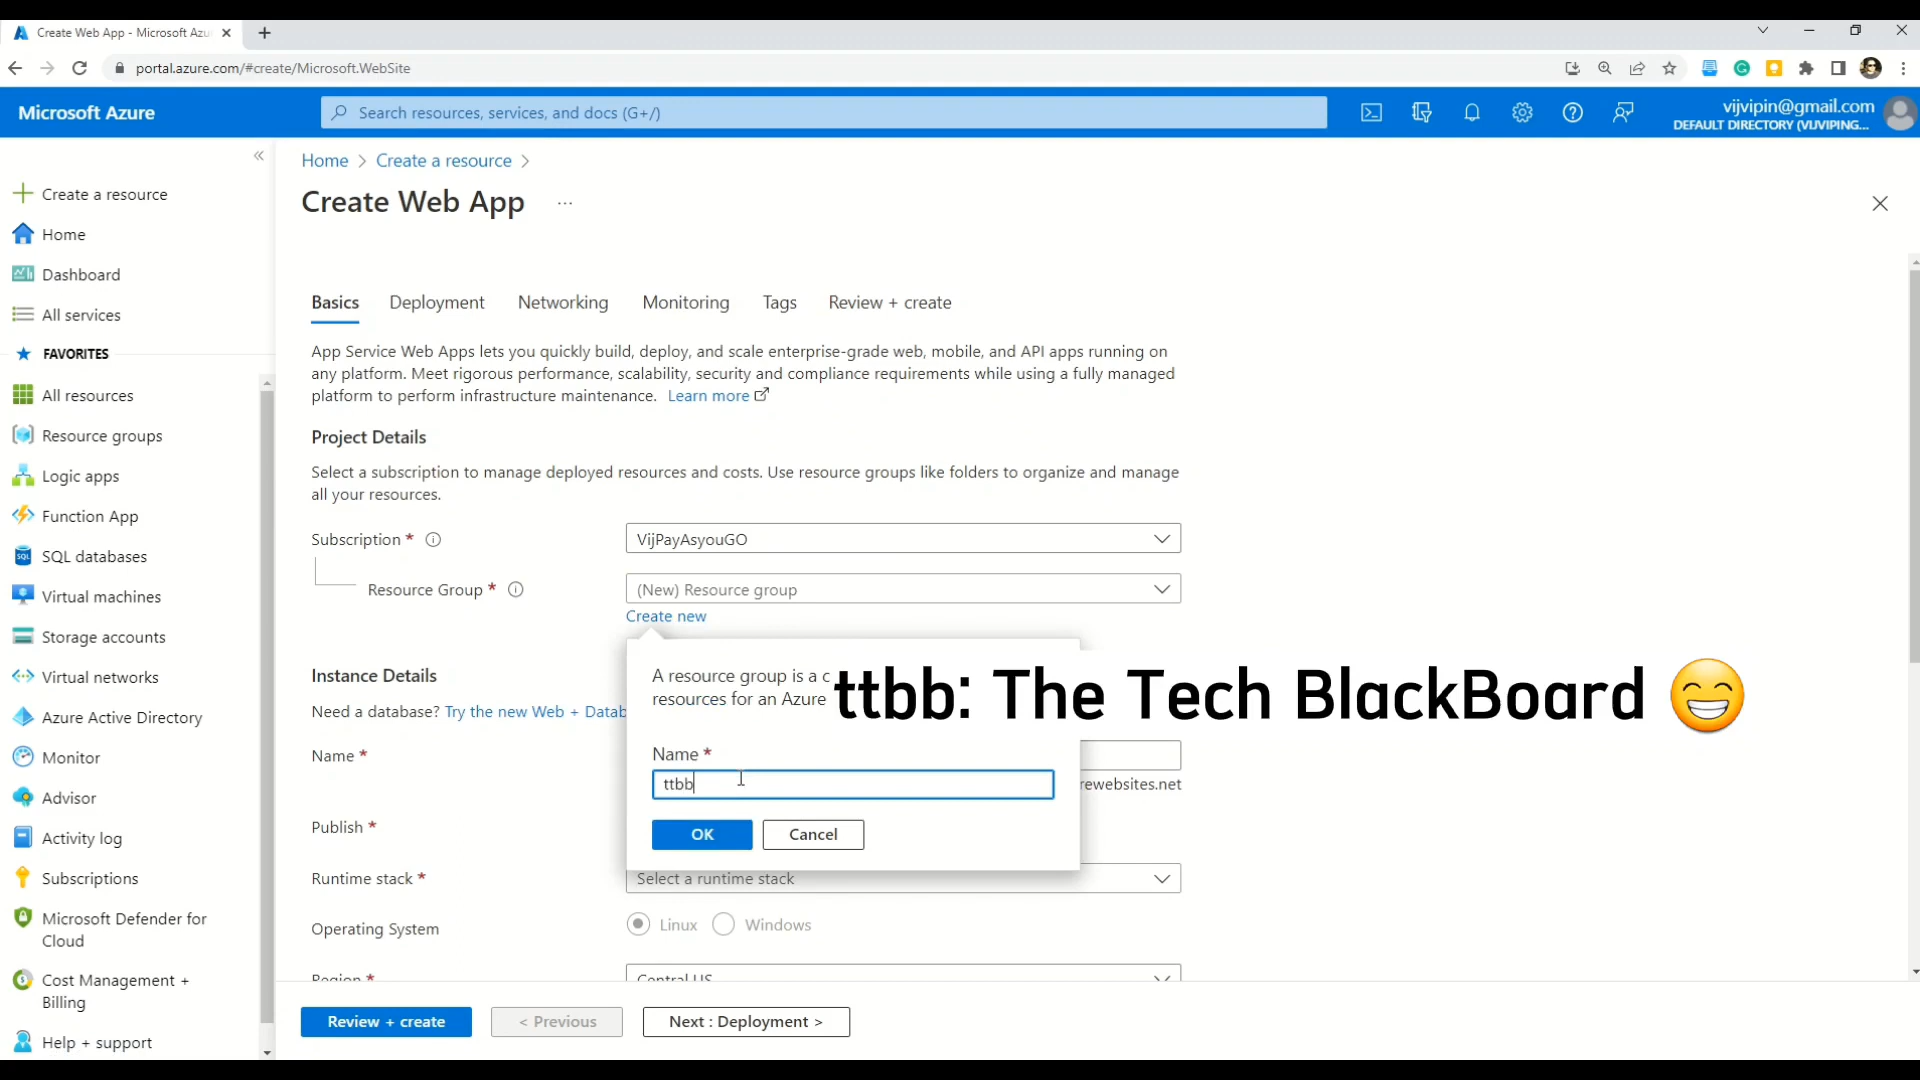 Create Web App - Microsoft Azu
portal.azure.com/#create/Microsoft.WebSite
Microsoft Azure
Search resources, services, and docs (G+/)
vijvipin@gmail.com
DEFAULT DIRECTORY (VIJVIPING...
Create a resource
Home
Dashboard
All services
FAVORITES
All resources
Resource groups
Logic apps
Function App
SQL databases
Virtual machines
Storage accounts
Virtual networks
Azure Active Directory
Monitor
Advisor
Activity log
Subscriptions
Microsoft Defender for
Cloud
Cost Management +
Billing
Help + support
Home > Create a resource >
Create Web App ...
Basics Deployment Networking Monitoring Tags Review + create
App Service Web Apps lets you quickly build, deploy, and scale enterprise-grade web, mobile, and API apps running on
any platform. Meet rigorous performance, scalability, security and compliance requirements while using a fully managed
platform to perform infrastructure maintenance. Learn more
Project Details
Select a subscription to manage deployed resources and costs. Use resource groups like folders to organize and manage
all your resources.
Subscription * VijPayAsyouGO
Resource Group * (New) Resource group
Create new
A resource group is a c
resources for an Azure
ttbb: The Tech BlackBoard 😁
Name *
ttbb
OK Cancel
Instance Details
Need a database? Try the new Web + Datab
Name *
rewebsites.net
Publish *
Runtime stack * Select a runtime stack
Operating System Linux Windows
Region * Central US
Review + create < Previous Next : Deployment >